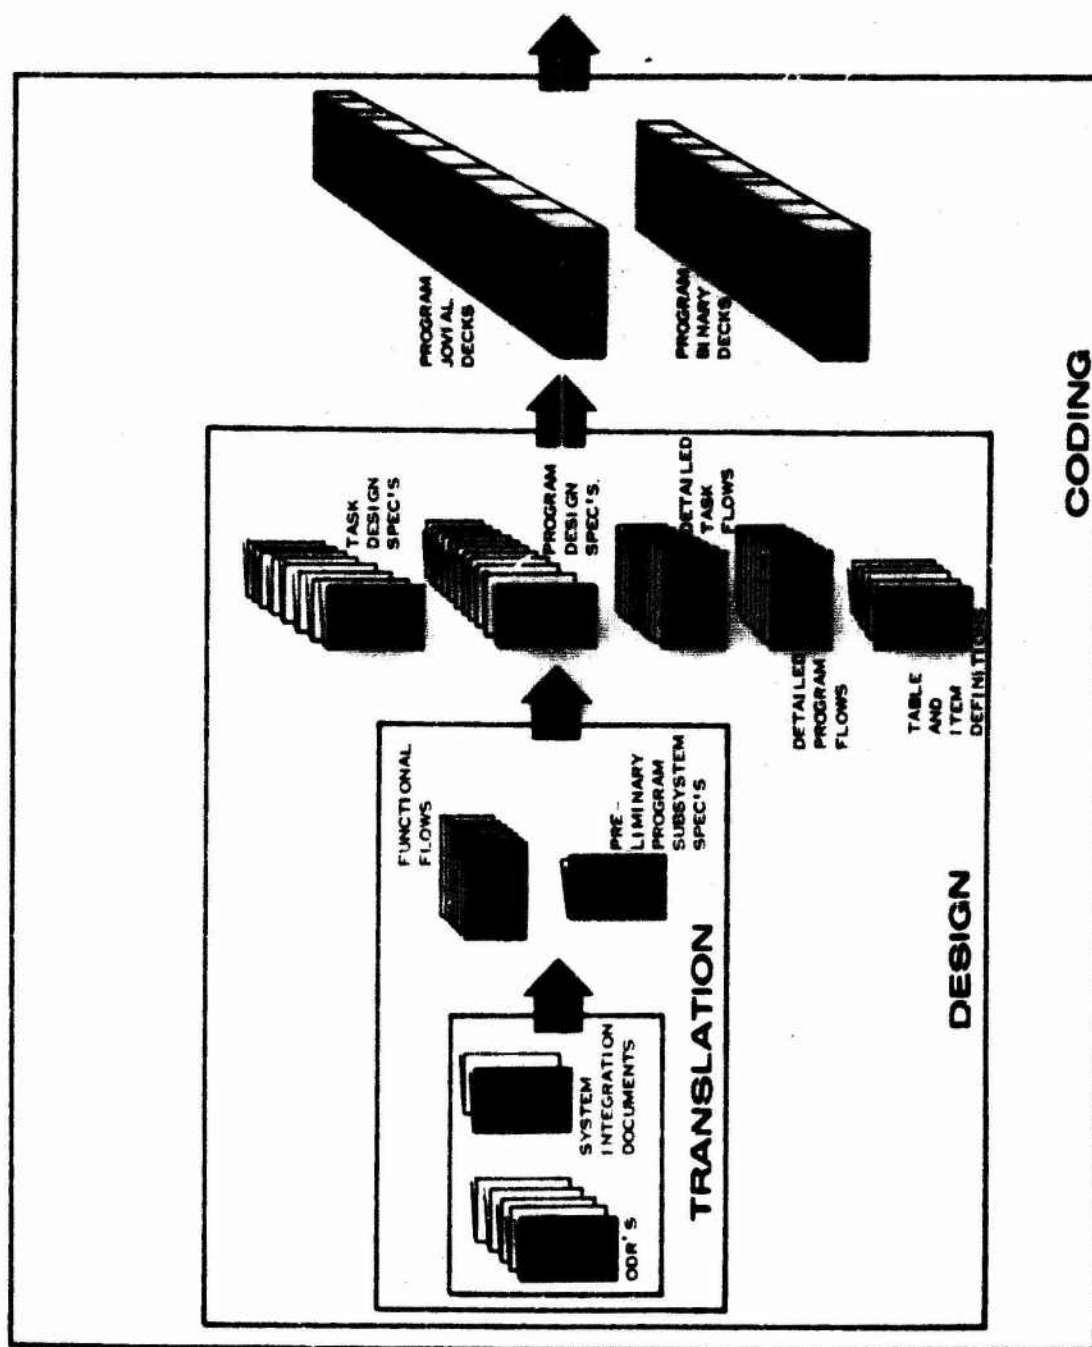 ODR'S
SYSTEM
INTEGRATION
DOCUMENTS
TRANSLATION
FUNCTIONAL
FLOWS
PRE-
LIMINARY
PROGRAM
SUBSYSTEM
SPEC'S
DESIGN
TASK
DESIGN
SPEC'S
PROGRAM
DESIGN
SPEC'S.
DETAILED
TASK
FLOWS
DETAILED
PROGRAM
FLOWS
TABLE
AND
ITEM
CODING
PROGRAM
JOVIAL
DECKS
PROGRAM
BINARY
DECKS